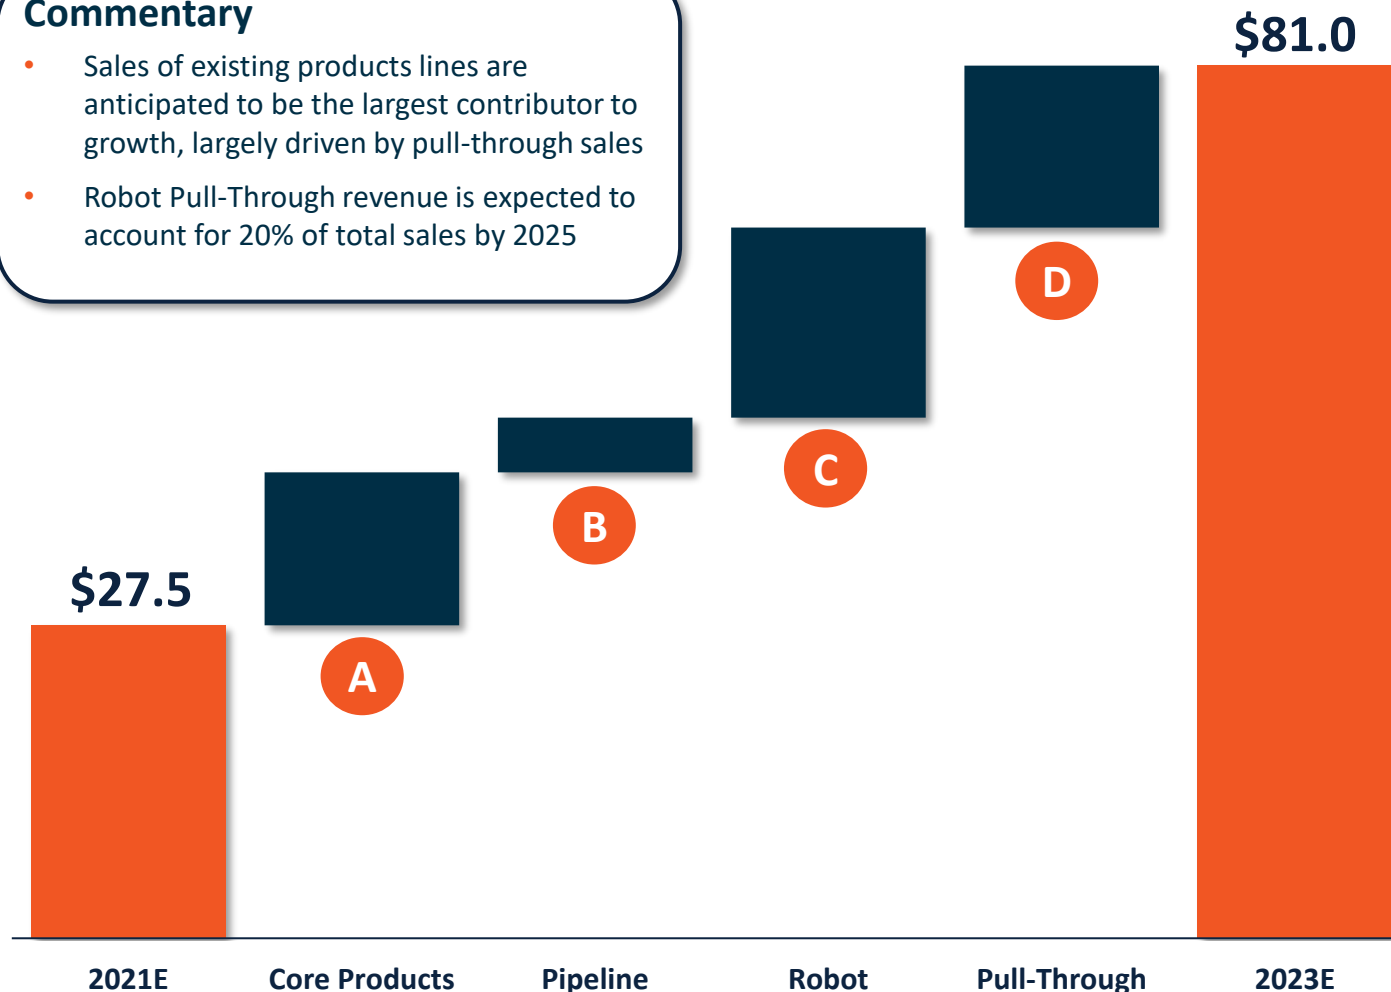 Commentary
• Sales of existing products lines are
anticipated to be the largest contributor to
growth, largely driven by pull-through sales
• Robot Pull-Through revenue is expected to
account for 20% of total sales by 2025
$81.0
D
C
B
$27.5
A
2021E
Core Products
Pipeline
Robot
Pull-Through
2023E